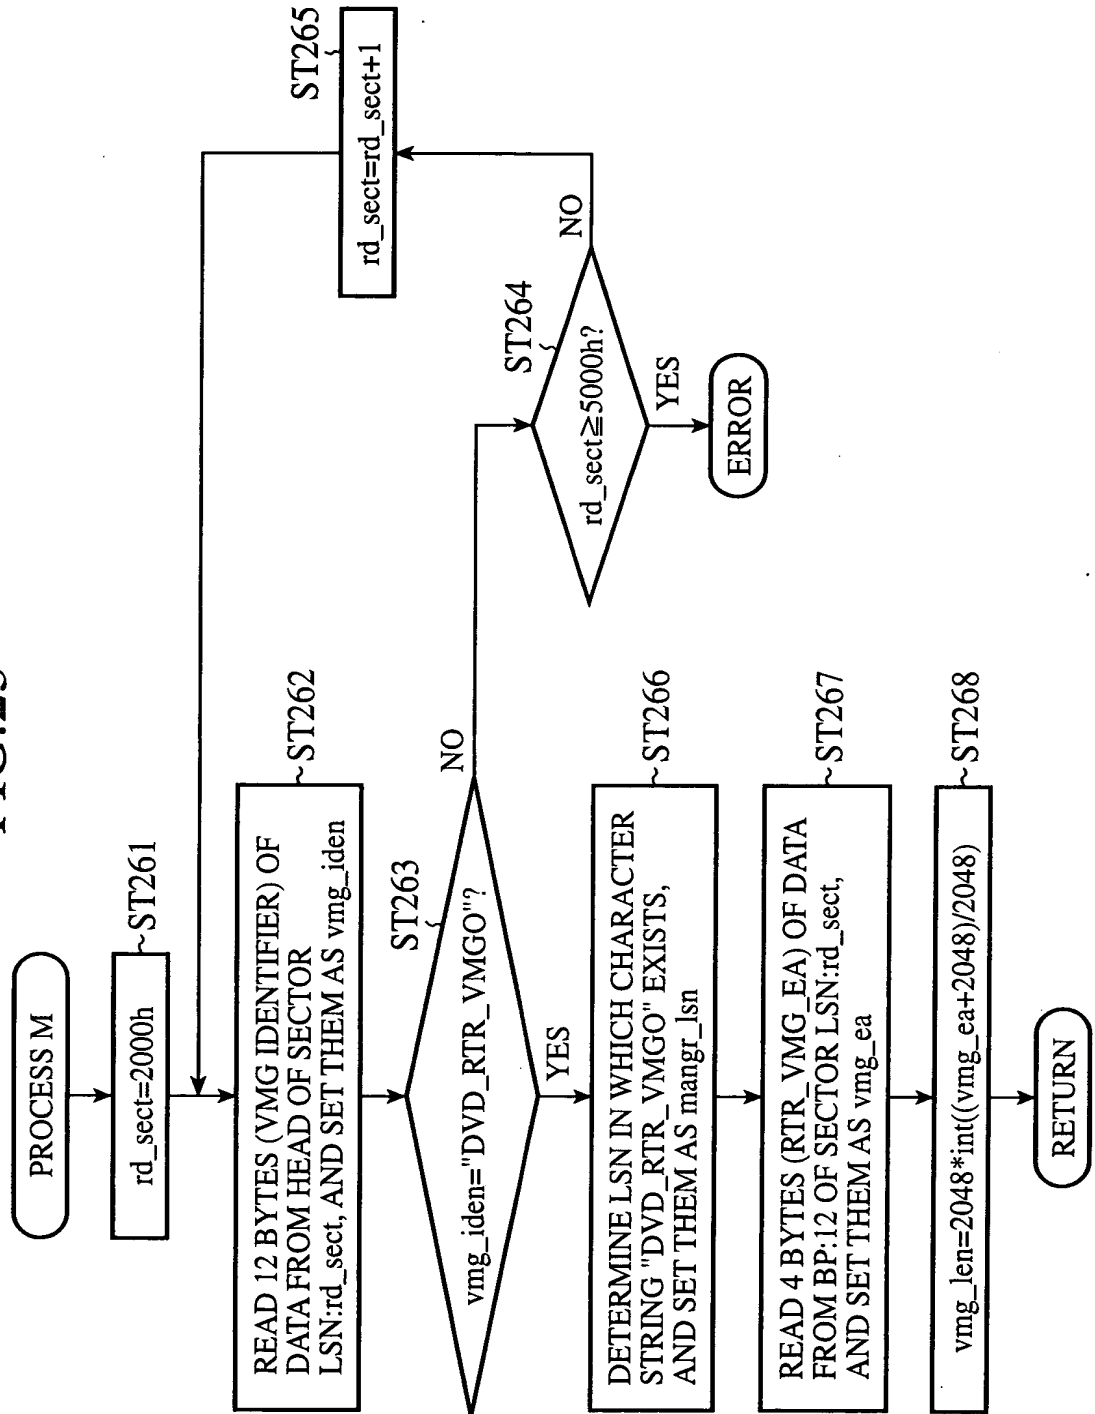 PROCESS M
rd_sect=2000h
ST261
READ 12 BYTES (VMG IDENTIFIER) OF
DATA FROM HEAD OF SECTOR
LSN:rd_sect, AND SET THEM AS vmg_iden
ST262
vmg_iden="DVD_RTR_VMGO"?
ST263
NO
YES
rd_sect≧5000h?
ST264
NO
YES
ERROR
rd_sect=rd_sect+1
ST265
DETERMINE LSN IN WHICH CHARACTER
STRING "DVD_RTR_VMGO" EXISTS,
AND SET THEM AS mangr_lsn
ST266
READ 4 BYTES (RTR_VMG_EA) OF DATA
FROM BP:12 OF SECTOR LSN:rd_sect,
AND SET THEM AS vmg_ea
ST267
vmg_len=2048*int((vmg_ea+2048)/2048)
ST268
RETURN